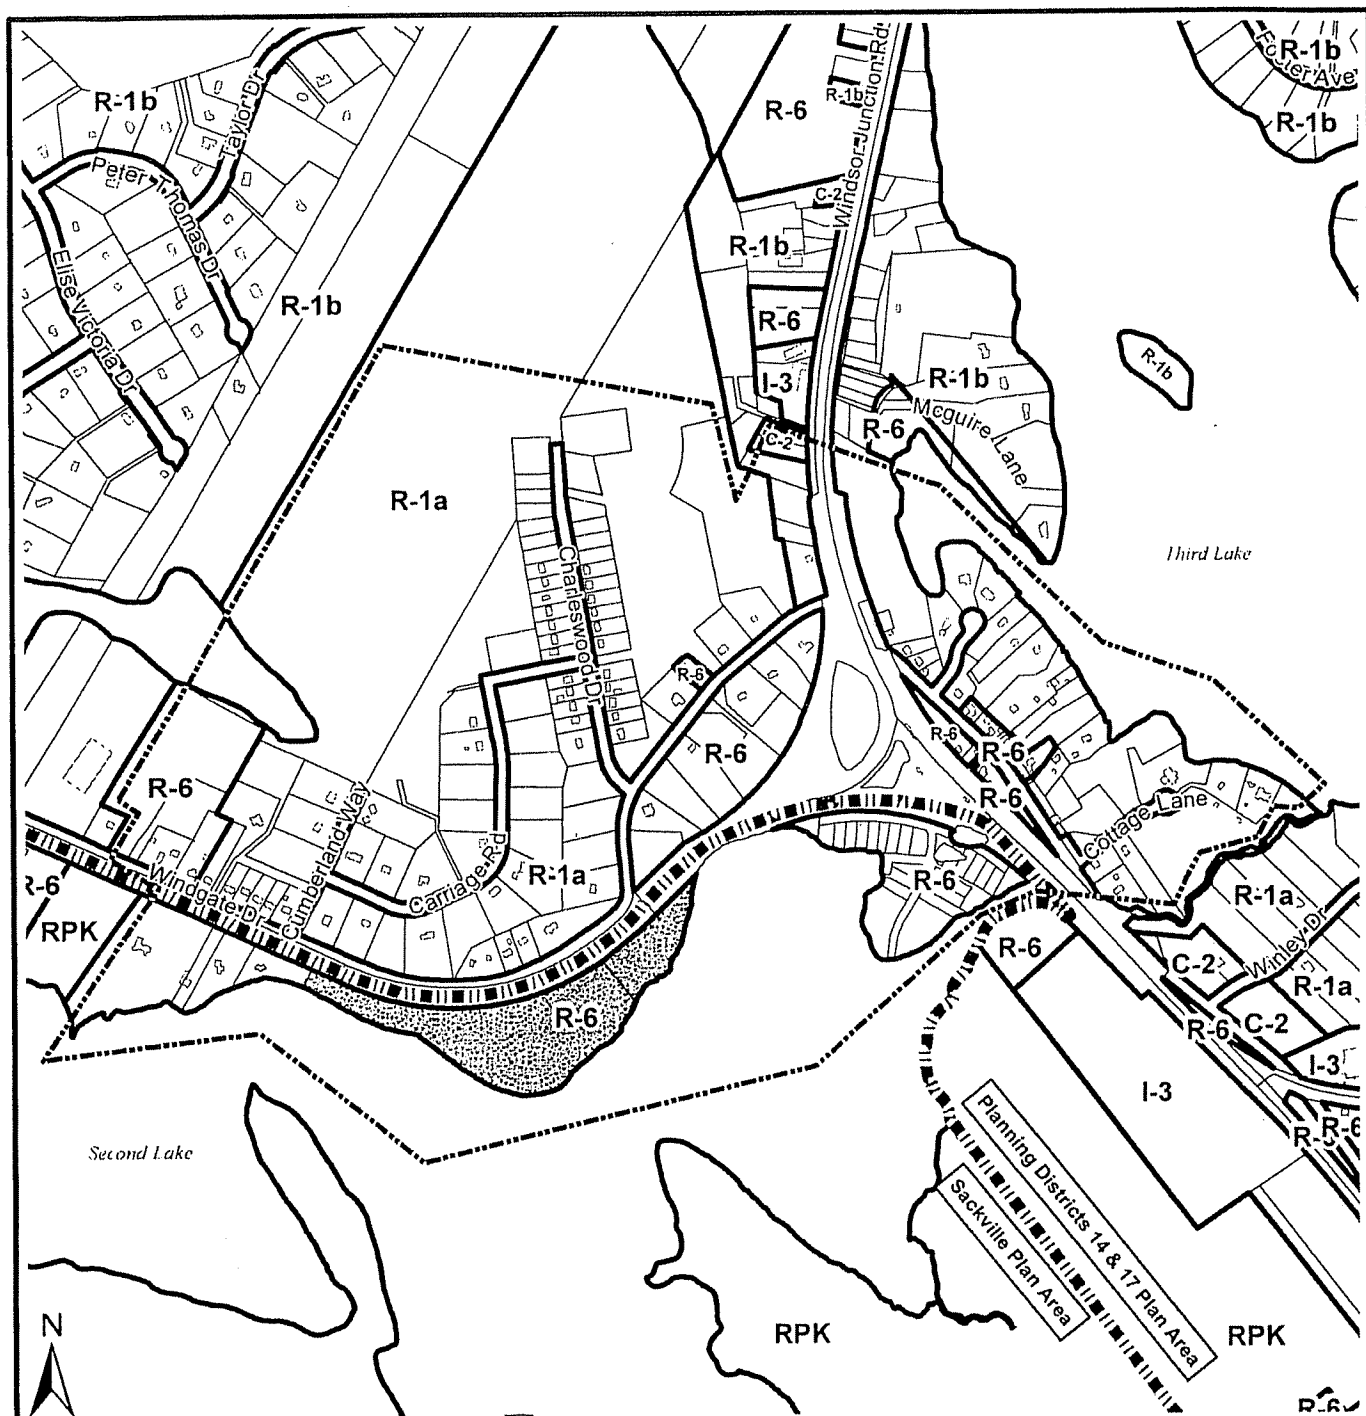 R-1b
Foster Ave
R-1b
R-1b
Taylor Dr
R-6
R-1b
Windsor Junction Rd
Peter Thomas Dr
C-2
R-1b
Elise Victoria Dr
R-1b
R-6
R-1b
I-3
R-1b
Mcguire Lane
R-6
C-2
R-1a
Third Lake
Charleswood Dr
R-6
R-6
R-6
R-6
R-6
R-6
Cumberland Way
Cottage Lane
Carriage Rd
R-1a
Windgate Dr
R-6
R-6
RPK
R-1a
R-6
C-2
Winley Dr
R-1a
R-6
R-6
C-2
I-3
I-3
R-6
Planning Districts 14 & 17 Plan Area
Sackville Plan Area
Second Lake
N
RPK
RPK
R-6